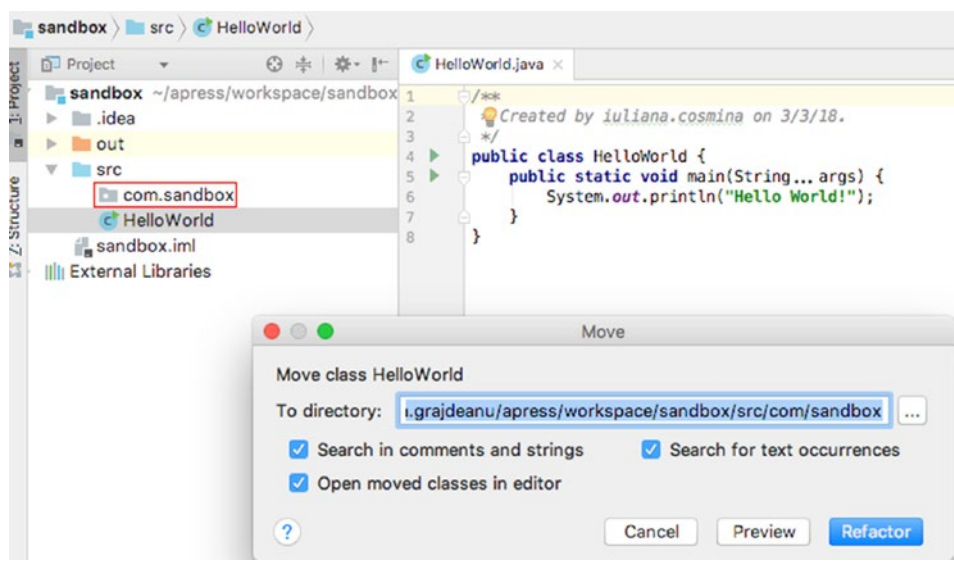 sandbox src HelloWorld
1: Project
Z: Structure
Project
sandbox ~/apress/workspace/sandbox
.idea
out
src
com.sandbox
HelloWorld
sandbox.iml
External Libraries
HelloWorld.java
1 /**
2 Created by iuliana.cosmina on 3/3/18.
3 */
4 public class HelloWorld {
5 public static void main(String... args) {
6 System.out.println("Hello World!");
7 }
8 }
Move
Move class HelloWorld
To directory: .grajdeanu/apress/workspace/sandbox/src/com/sandbox ...
Search in comments and strings Search for text occurrences
Open moved classes in editor
? Cancel Preview Refactor